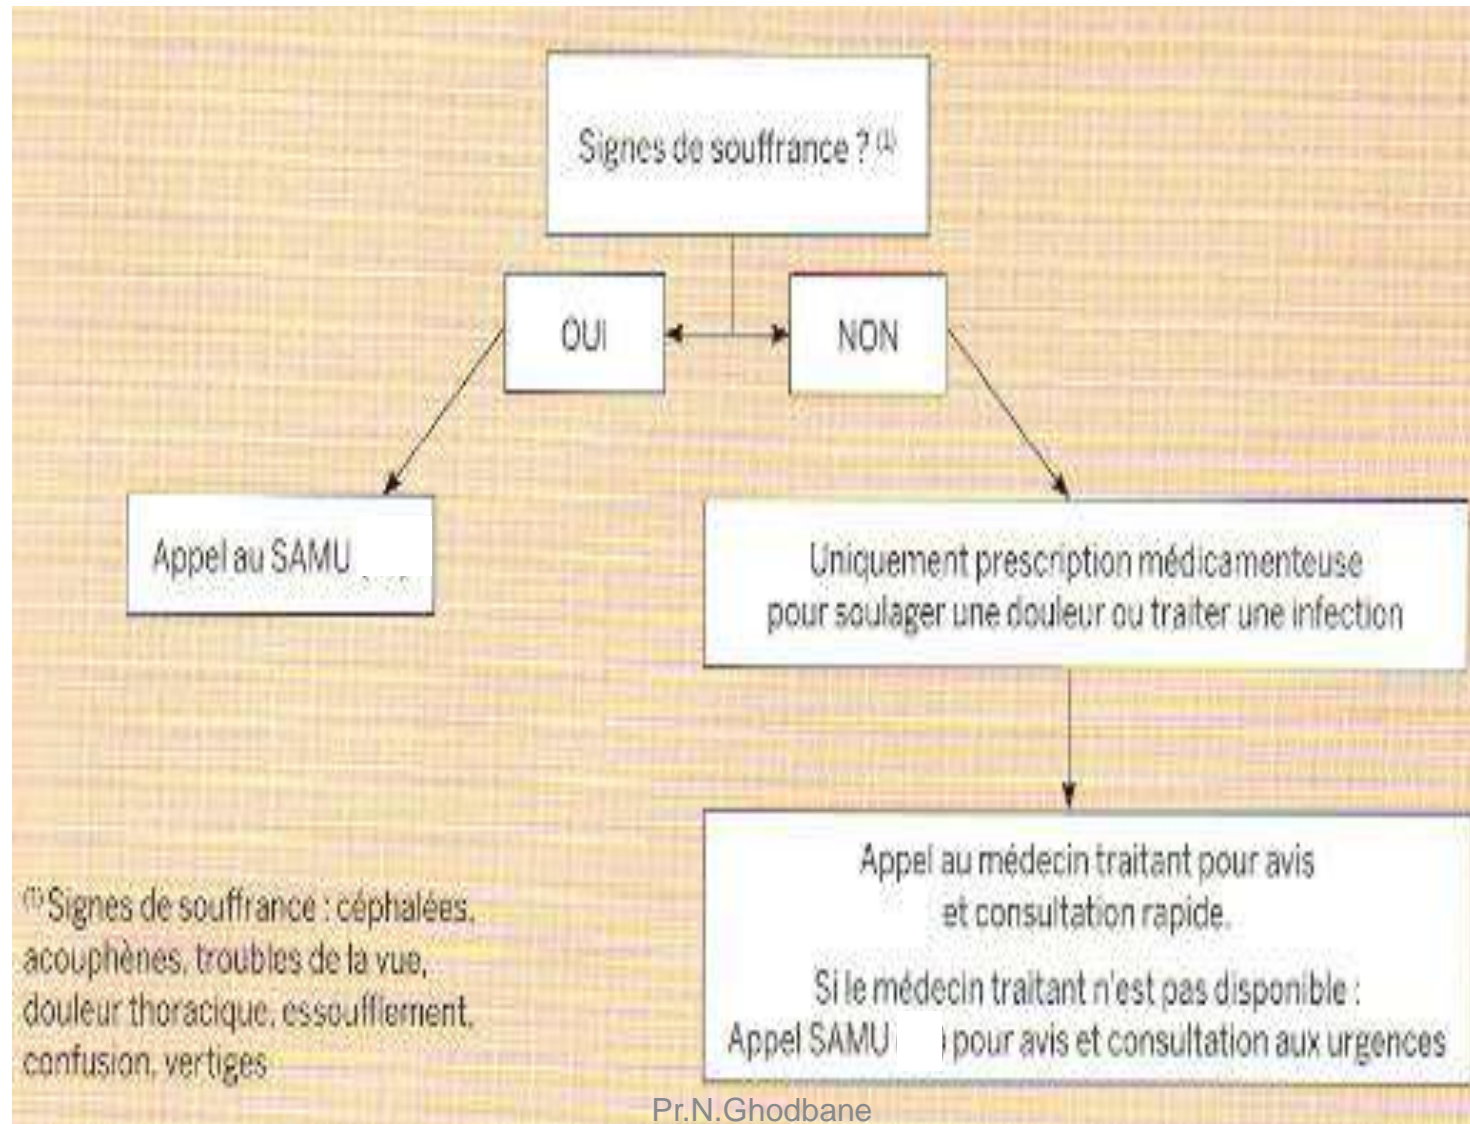 Signes de souffrance ? (1)
OUI
NON
Appel au SAMU
Uniquement prescription médicamenteuse
pour soulager une douleur ou traiter une infection
Appel au médecin traitant pour avis
et consultation rapide.
Si le médecin traitant n'est pas disponible :
Appel SAMU pour avis et consultation aux urgences
(1) Signes de souffrance : céphalées,
acouphènes, troubles de la vue,
douleur thoracique, essoufflement,
confusion, vertiges
Pr.N.Ghodbane